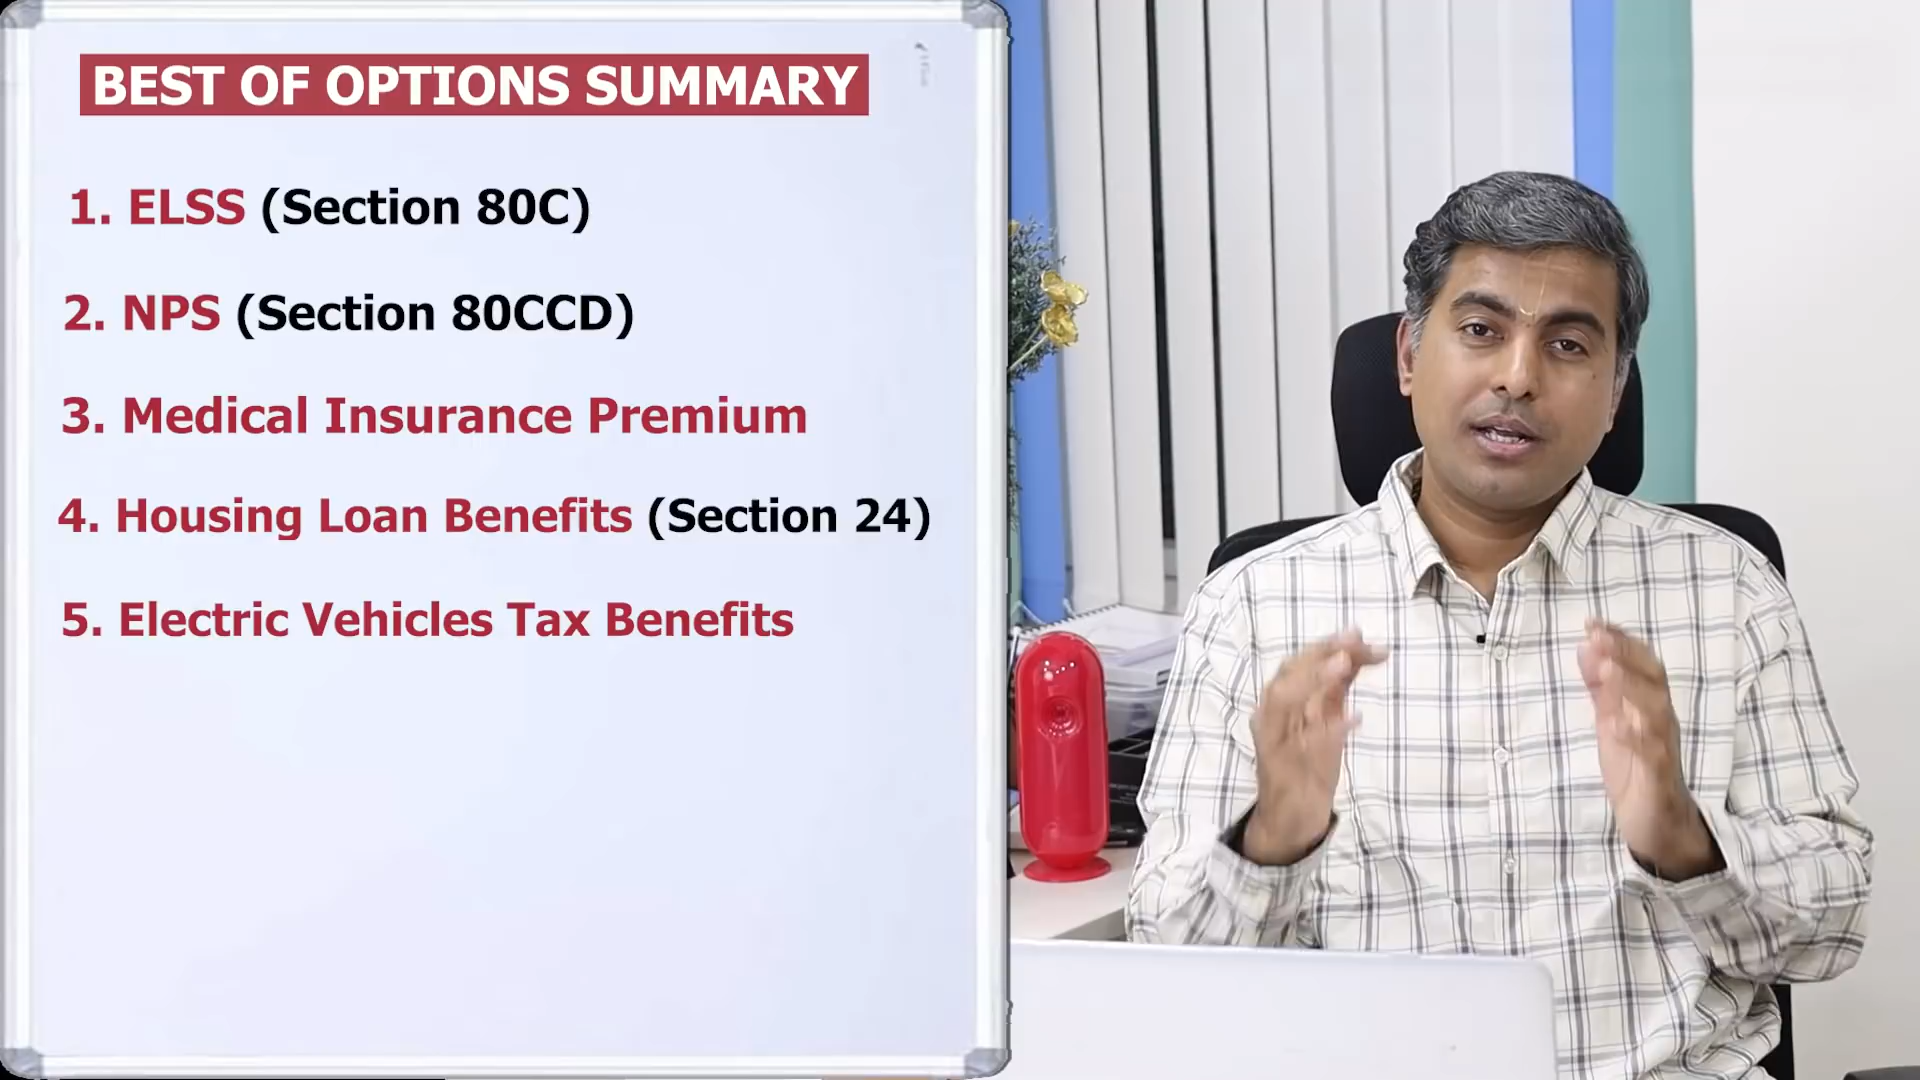 BEST OF OPTIONS SUMMARY
1. ELSS (Section 80C)
2. NPS (Section 80CCD)
3. Medical Insurance Premium
4. Housing Loan Benefits (Section 24)
5. Electric Vehicles Tax Benefits